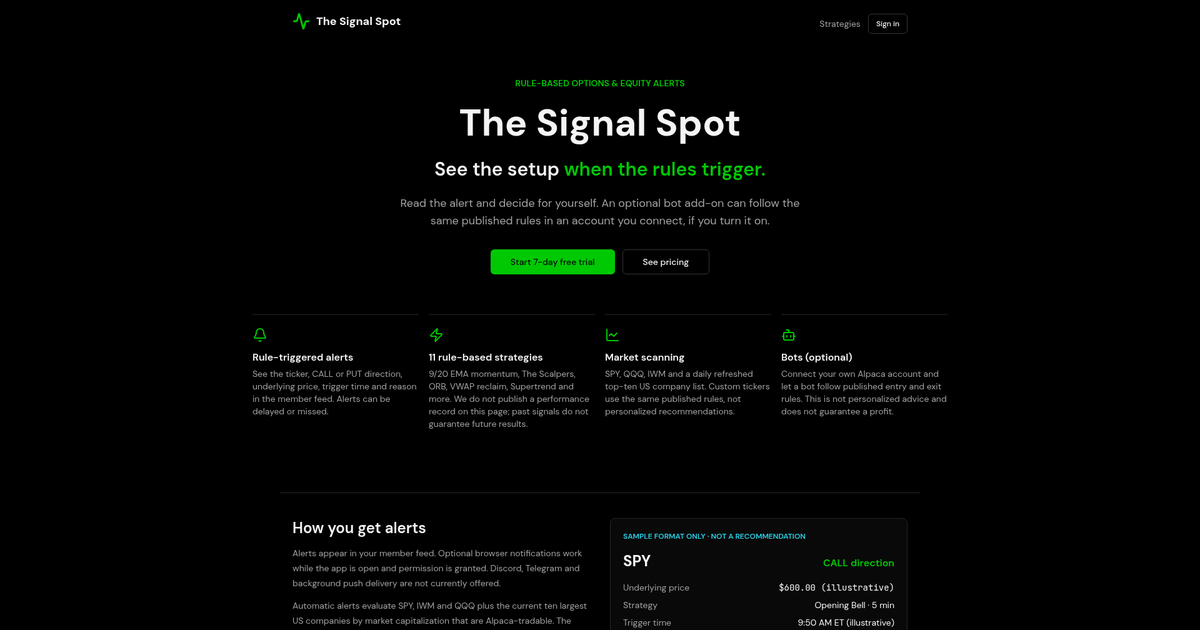 The Signal Spot
Strategies
Sign in
RULE-BASED OPTIONS & EQUITY ALERTS
The Signal Spot
See the setup when the rules trigger.
Read the alert and decide for yourself. An optional bot add-on can follow the
same published rules in an account you connect, if you turn it on.
Start 7-day free trial
See pricing
Rule-triggered alerts
See the ticker, CALL or PUT direction,
underlying price, trigger time and reason
in the member feed. Alerts can be
delayed or missed.
11 rule-based strategies
9/20 EMA momentum, The Scalpers,
ORB, VWAP reclaim, Supertrend and
more. We do not publish a performance
record on this page; past signals do not
guarantee future results.
Market scanning
SPY, QQQ, IWM and a daily refreshed
top-ten US company list. Custom tickers
use the same published rules, not
personalized recommendations.
Bots (optional)
Connect your own Alpaca account and
let a bot follow published entry and exit
rules. This is not personalized advice and
does not guarantee a profit.
How you get alerts
Alerts appear in your member feed. Optional browser notifications work
while the app is open and permission is granted. Discord, Telegram and
background push delivery are not currently offered.
Automatic alerts evaluate SPY, IWM and QQQ plus the current ten largest
US companies by market capitalization that are Alpaca-tradable. The
SAMPLE FORMAT ONLY · NOT A RECOMMENDATION
SPY
CALL direction
Underlying price
$600.00 (illustrative)
Strategy
Opening Bell · 5 min
Trigger time
9:50 AM ET (illustrative)